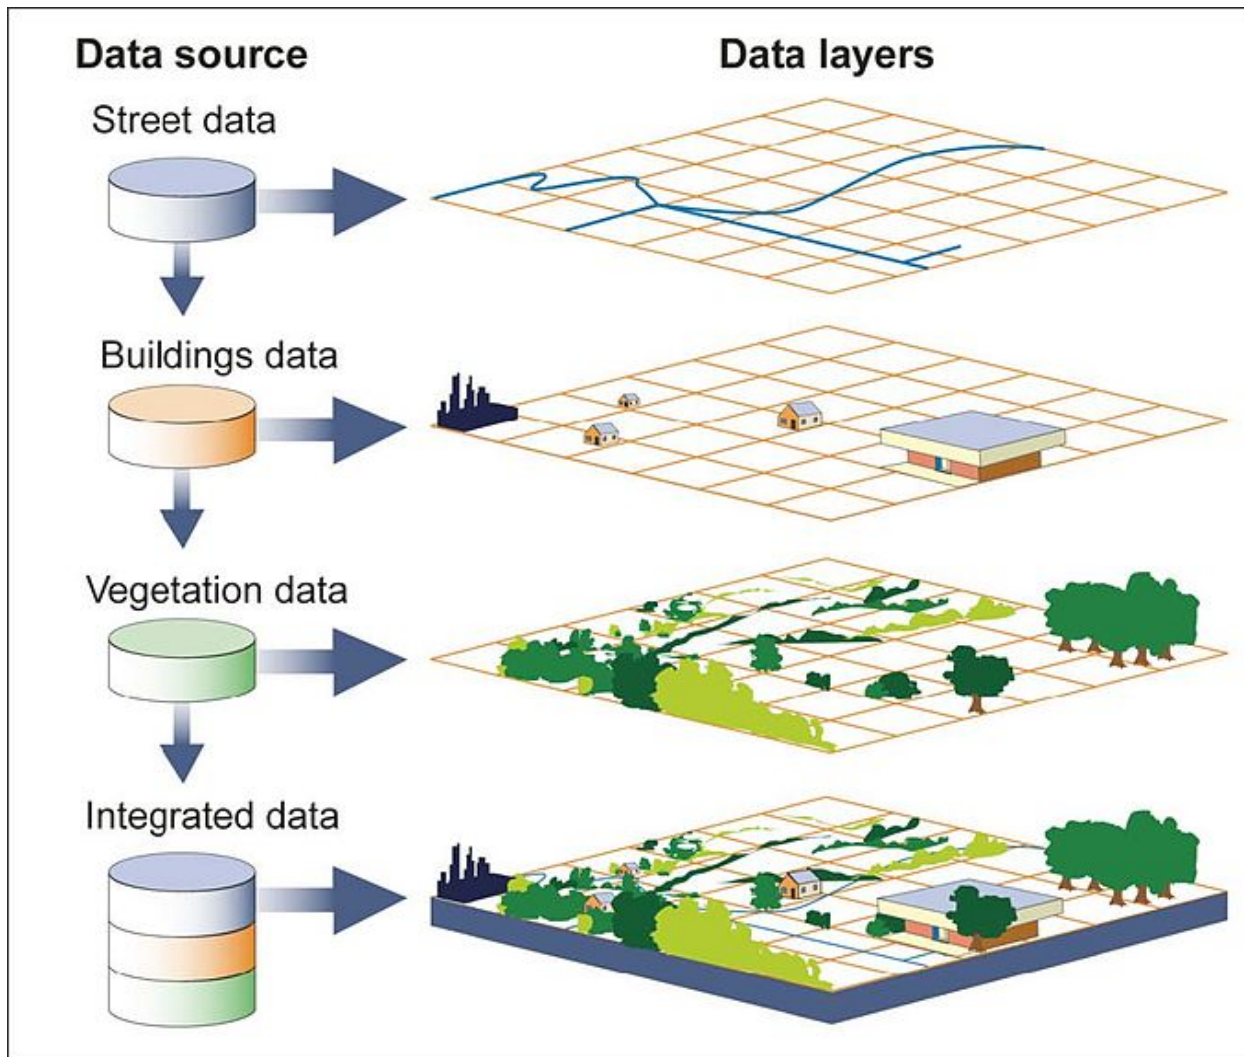 Data source
Data layers
Street data
Buildings data
Vegetation data
Integrated data